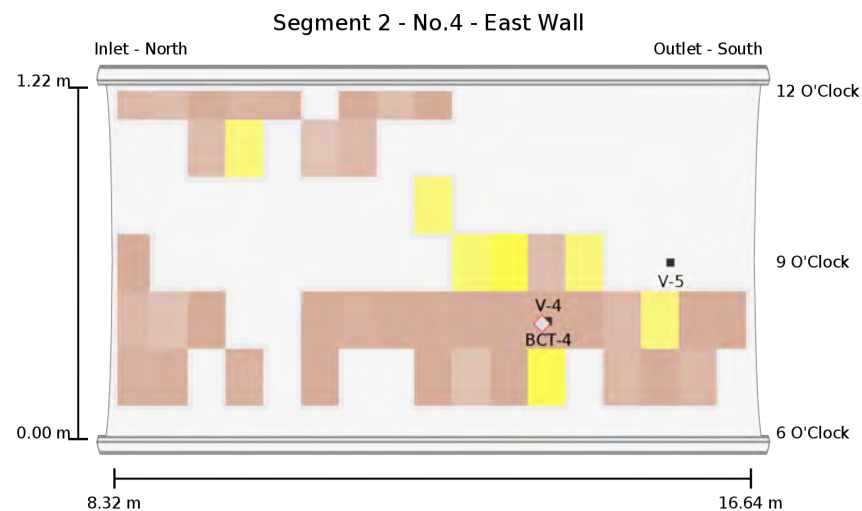 Segment 2 - No.4 - East Wall
Inlet - North
Outlet - South
1.22 m
12 O'Clock
9 O'Clock
V-5
V-4
BCT-4
0.00 m
6 O'Clock
8.32 m
16.64 m